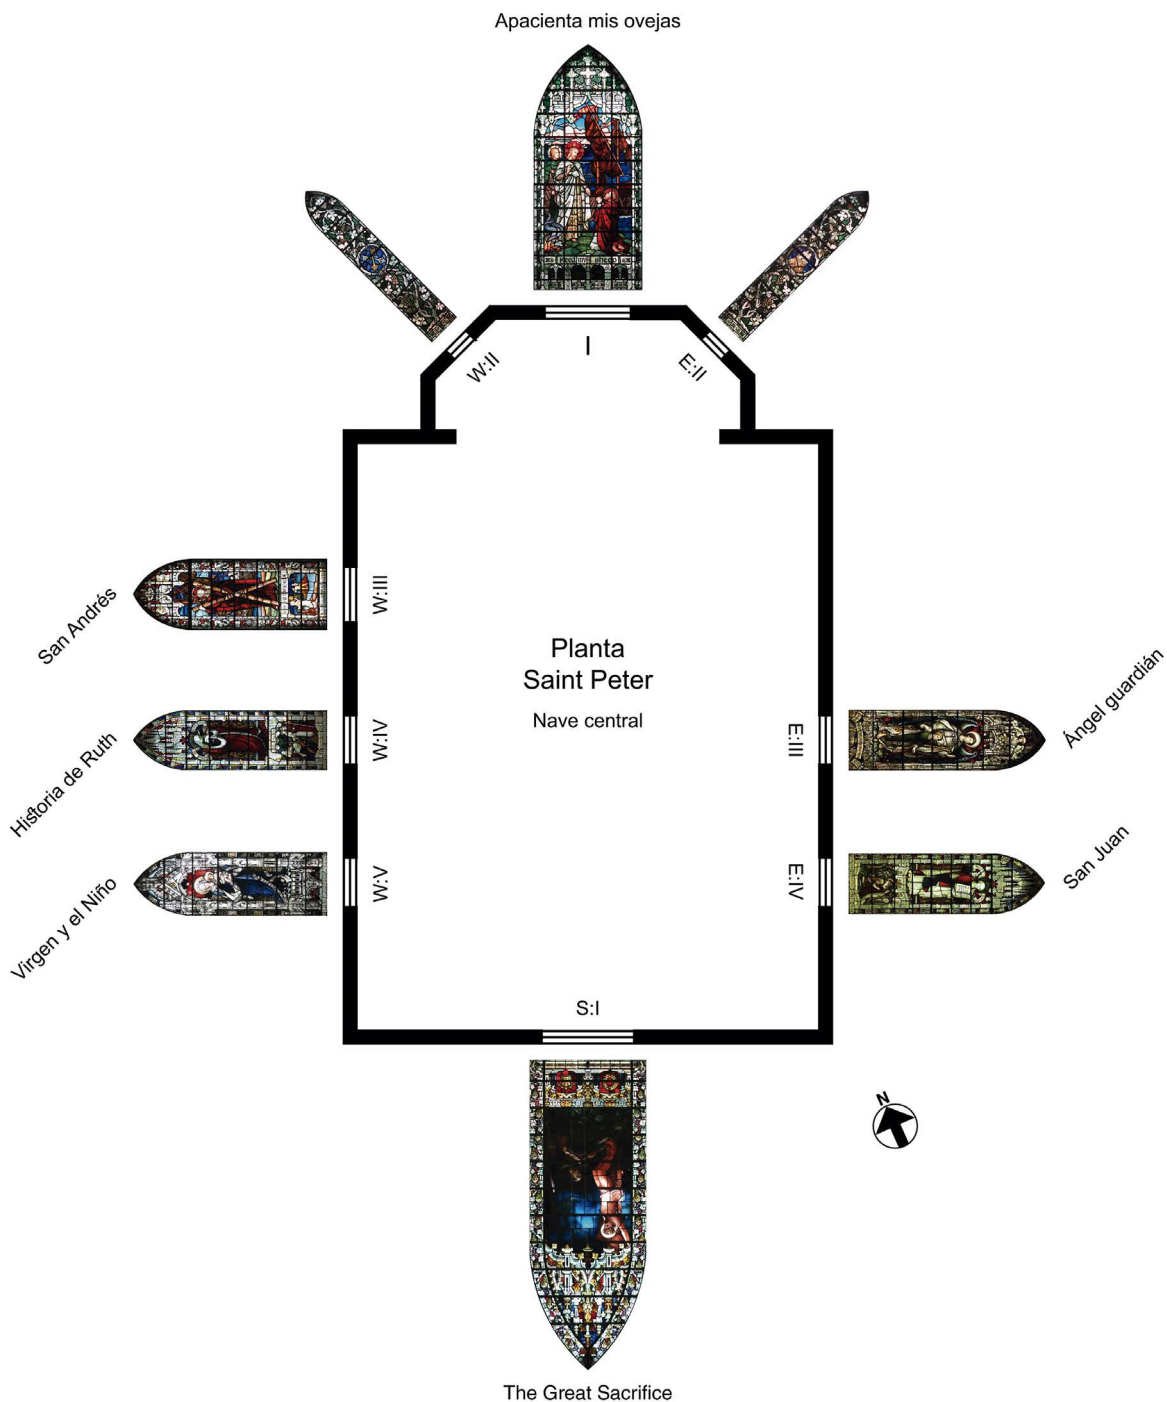 Apacienta mis ovejas
I
W:II
E:II
W:III
San Andrés
Planta
Saint Peter
Nave central
W:IV
Historia de Ruth
E:III
Ángel guardián
W:V
Virgen y el Niño
E:IV
San Juan
S:I
N
The Great Sacrifice